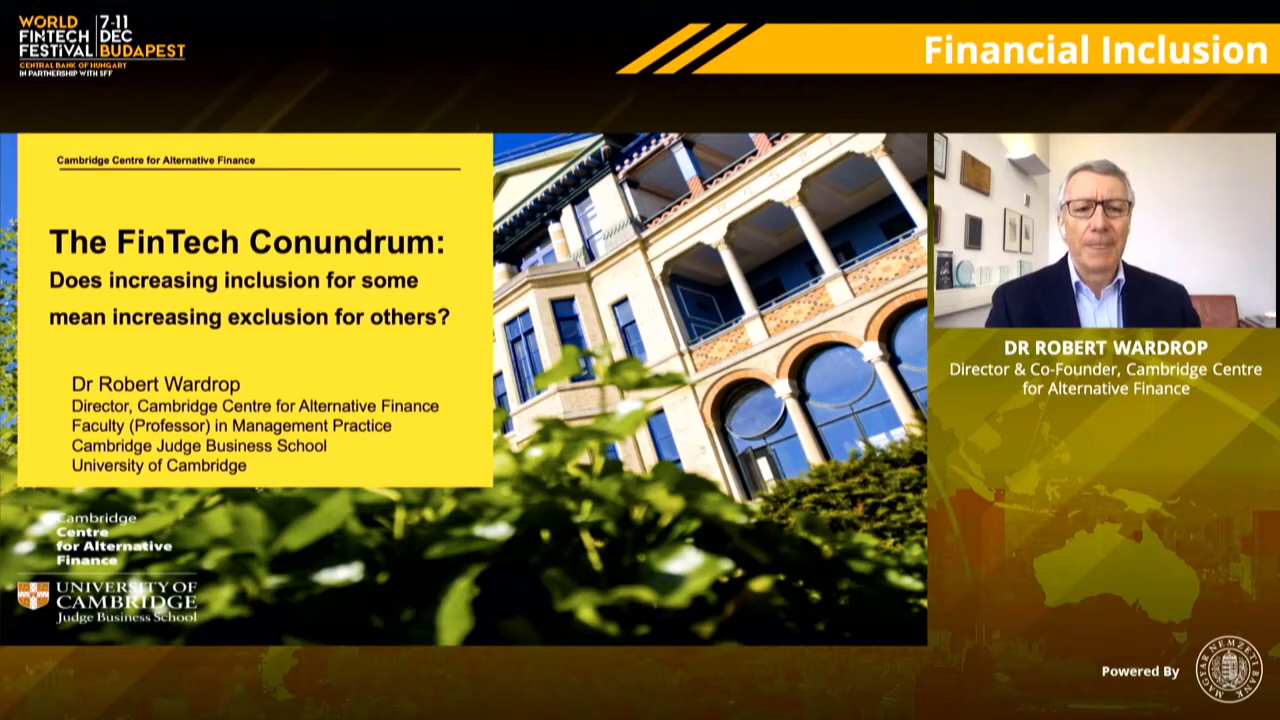 WORLD
FINTECH
FESTIVAL
7-11
DEC
BUDAPEST
CENTRAL BANK OF HUNGARY
IN PARTNERSHIP WITH SFF
Financial Inclusion
Cambridge Centre for Alternative Finance
The FinTech Conundrum:
Does increasing inclusion for some
mean increasing exclusion for others?
Dr Robert Wardrop
Director, Cambridge Centre for Alternative Finance
Faculty (Professor) in Management Practice
Cambridge Judge Business School
University of Cambridge
Cambridge
Centre
for Alternative
Finance
UNIVERSITY OF
CAMBRIDGE
Judge Business School
DR ROBERT WARDROP
Director & Co-Founder, Cambridge Centre
for Alternative Finance
Powered By
MAGYAR NEMZETI BANK